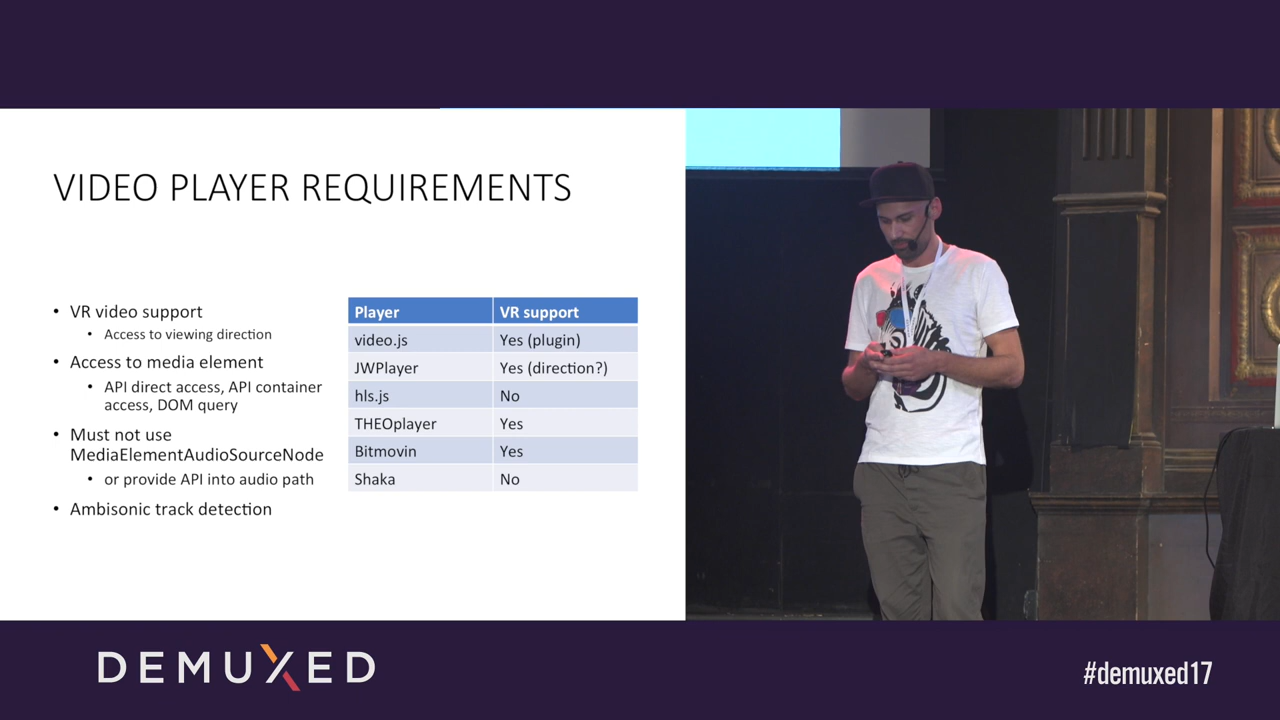 VIDEO PLAYER REQUIREMENTS
• VR video support
• Access to viewing direction
• Access to media element
• API direct access, API container
access, DOM query
• Must not use
MediaElementAudioSourceNode
• or provide API into audio path
• Ambisonic track detection
Player VR support
video.js Yes (plugin)
JWPlayer Yes (direction?)
hls.js No
THEOplayer Yes
Bitmovin Yes
Shaka No
DEMUXED
#demuxed17